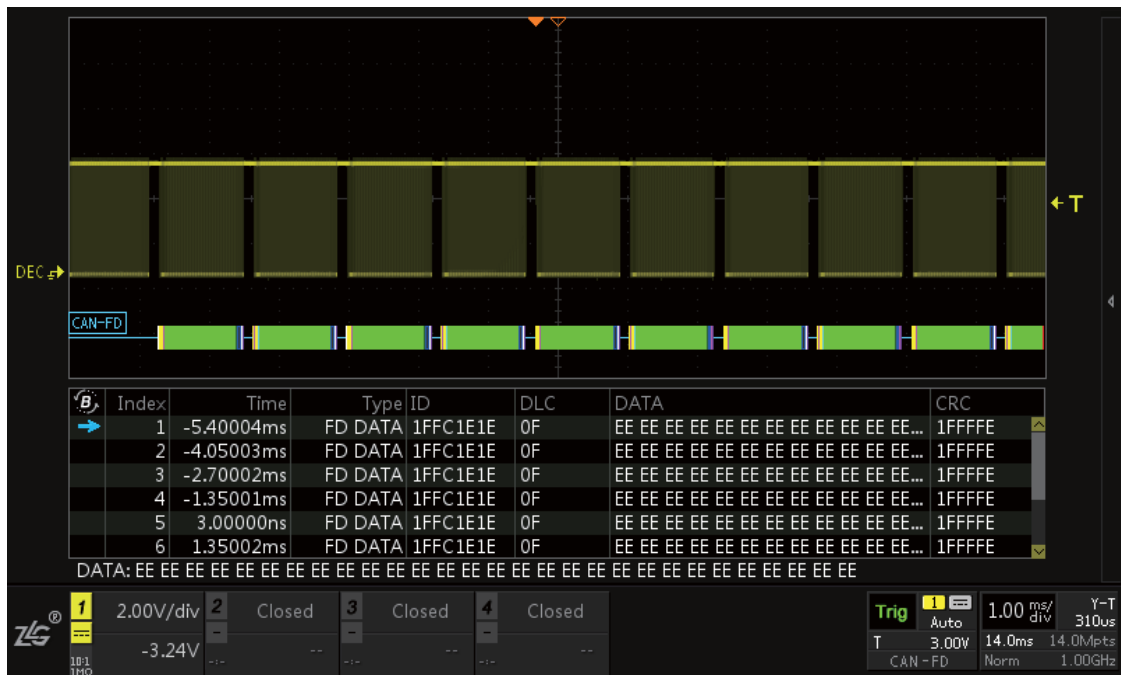 T
DEC
CAN-FD
B Index Time Type ID DLC DATA CRC
1 -5.40004ms FD DATA 1FFC1E1E 0F EE EE EE EE EE EE EE EE EE EE EE EE... 1FFFFE
2 -4.05003ms FD DATA 1FFC1E1E 0F EE EE EE EE EE EE EE EE EE EE EE EE... 1FFFFE
3 -2.70002ms FD DATA 1FFC1E1E 0F EE EE EE EE EE EE EE EE EE EE EE EE... 1FFFFE
4 -1.35001ms FD DATA 1FFC1E1E 0F EE EE EE EE EE EE EE EE EE EE EE EE... 1FFFFE
5 3.00000ns FD DATA 1FFC1E1E 0F EE EE EE EE EE EE EE EE EE EE EE EE... 1FFFFE
6 1.35002ms FD DATA 1FFC1E1E 0F EE EE EE EE EE EE EE EE EE EE EE EE... 1FFFFE
DATA: EE EE EE EE EE EE EE EE EE EE EE EE EE EE EE EE EE EE EE EE EE EE EE EE EE EE EE EE EE
ZLG®
1 2.00V/div 2 Closed 3 Closed 4 Closed
-3.24V -:- -- -:- -- -:- --
10:1
1MΩ
Trig 1 Auto 1.00 ms/div Y-T
310us
T 3.00V 14.0ms 14.0Mpts
CAN-FD Norm 1.00GHz